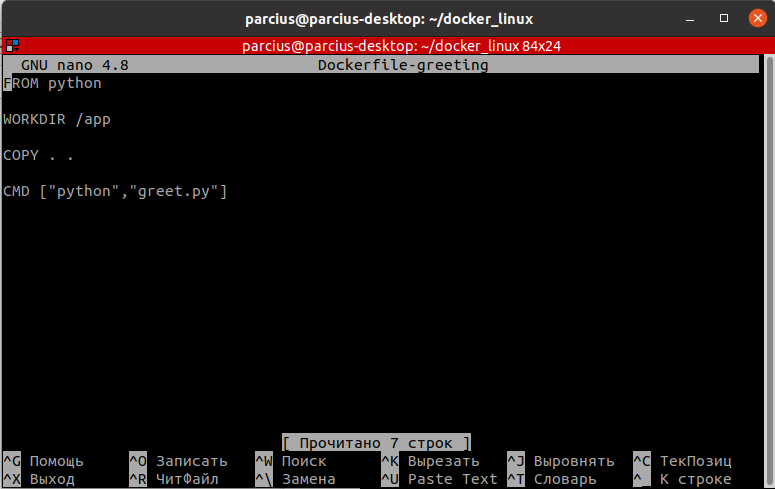 parcius@parcius-desktop: ~/docker_linux
parcius@parcius-desktop: ~/docker_linux 84x24
GNU nano 4.8 Dockerfile-greeting
FROM python
WORKDIR /app
COPY . .
CMD ["python","greet.py"]
[ Прочитано 7 строк ]
^G Помощь ^O Записать ^W Поиск ^K Вырезать ^J Выровнять ^C ТекПозиц
^X Выход ^R ЧитФайл ^\ Замена ^U Paste Text ^T Словарь ^_ К строке